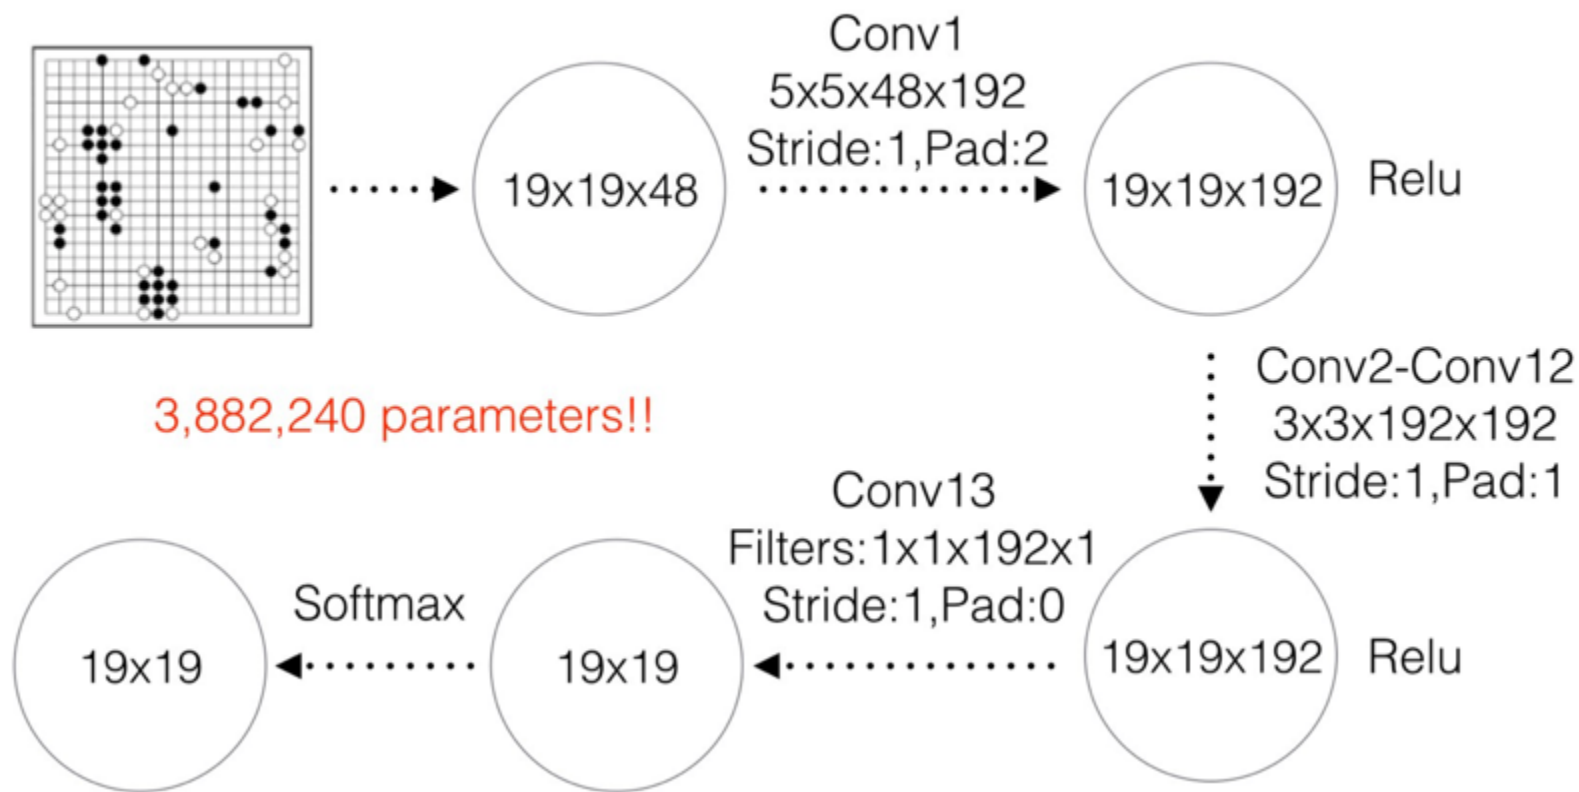 Conv1
5x5x48x192
Stride:1,Pad:2
19x19x48
19x19x192
Relu
Conv2-Conv12
3x3x192x192
Stride:1,Pad:1
3,882,240 parameters!!
Conv13
Filters:1x1x192x1
Stride:1,Pad:0
19x19x192
Relu
19x19
Softmax
19x19